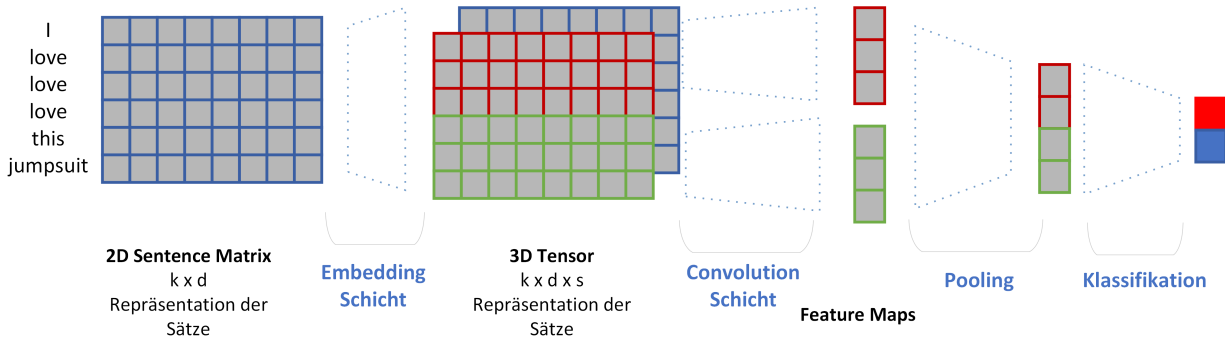 I
love
love
love
this
jumpsuit
2D Sentence Matrix
k x d
Repräsentation der
Sätze
Embedding
Schicht
3D Tensor
k x d x s
Repräsentation der
Sätze
Convolution
Schicht
Feature Maps
Pooling
Klassifikation